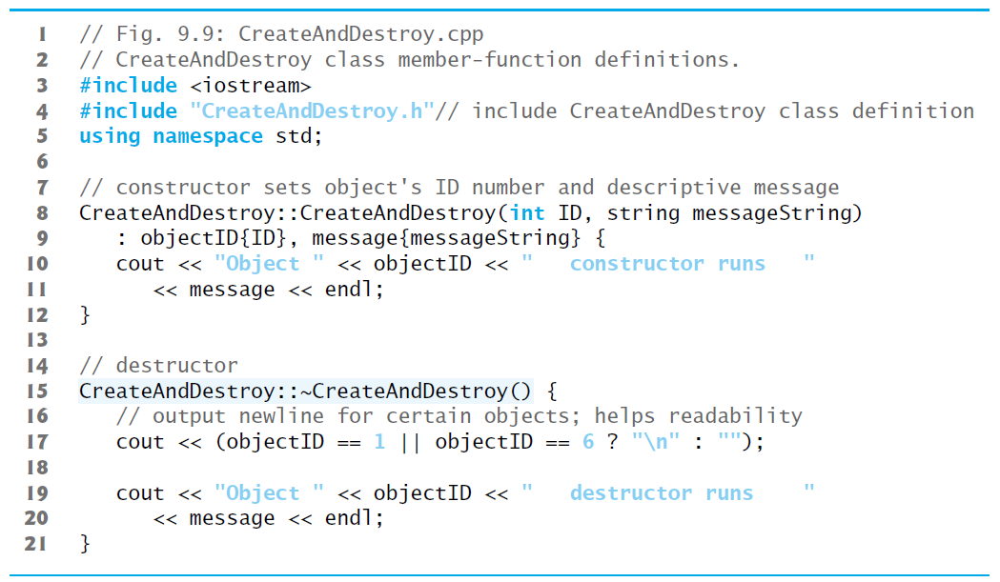 1 // Fig. 9.9: CreateAndDestroy.cpp
2 // CreateAndDestroy class member-function definitions.
3 #include <iostream>
4 #include "CreateAndDestroy.h"// include CreateAndDestroy class definition
5 using namespace std;
6
7 // constructor sets object's ID number and descriptive message
8 CreateAndDestroy::CreateAndDestroy(int ID, string messageString)
9    : objectID{ID}, message{messageString} {
10    cout << "Object " << objectID << "   constructor runs   "
11       << message << endl;
12 }
13
14 // destructor
15 CreateAndDestroy::~CreateAndDestroy() {
16    // output newline for certain objects; helps readability
17    cout << (objectID == 1 || objectID == 6 ? "\n" : "");
18
19    cout << "Object " << objectID << "   destructor runs    "
20       << message << endl;
21 }